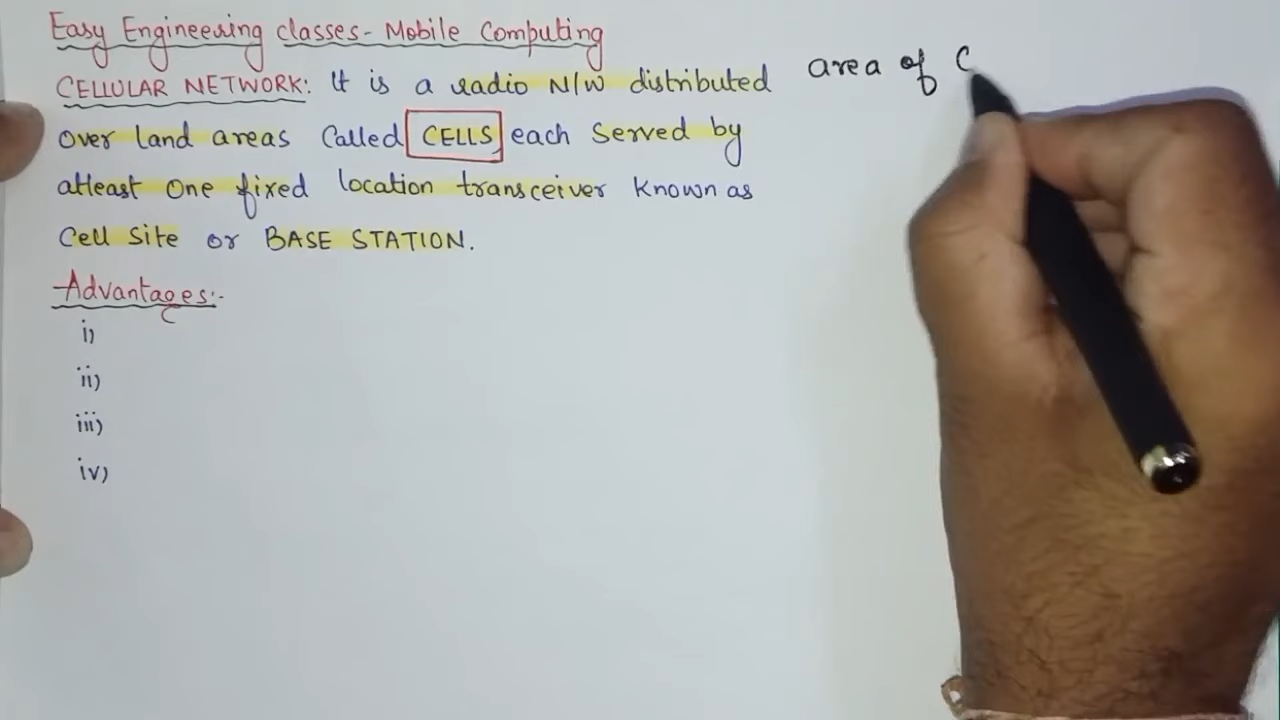 Easy Engineering classes - Mobile Computing
CELLULAR NETWORK: It is a radio N/W distributed
over land areas Called CELLS, each served by
atleast one fixed location transceiver known as
Cell Site or BASE STATION.
Advantages:-
i)
ii)
iii)
iv)
area of C